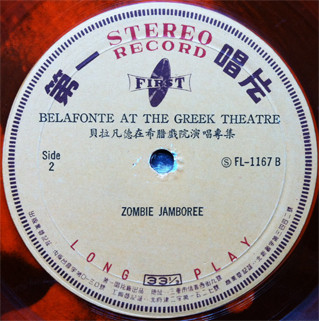 STEREO
RECORD
第一唱片
FIRST
BELAFONTE AT THE GREEK THEATRE
貝拉凡德在希臘戲院演唱專集
Side
2
Ⓢ FL-1167 B
ZOMBIE JAMBOREE
LONG PLAY
33⅓